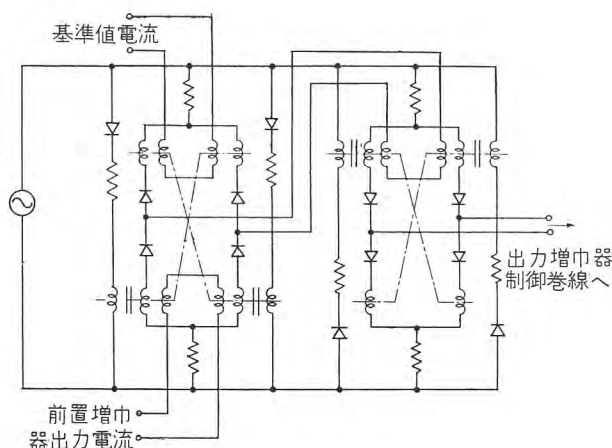 基準値電流
出力増巾器
制御巻線へ
前置増巾
器出力電流